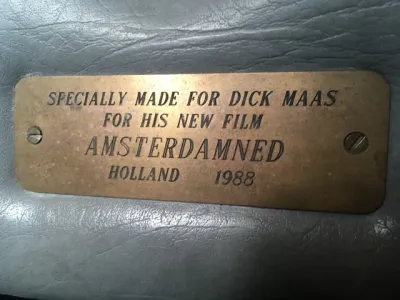 SPECIALLY MADE FOR DICK MAAS
FOR HIS NEW FILM
AMSTERDAMNED
HOLLAND 1988